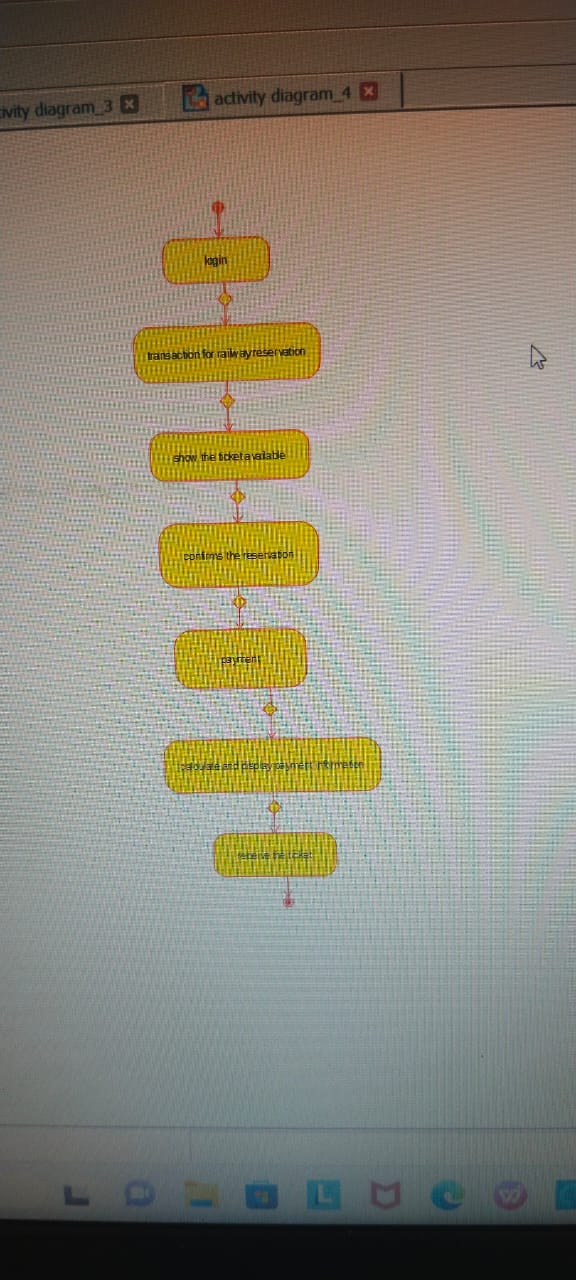 ivity diagram_3
activity diagram_4
login
transaction for railway reservation
show the ticket available
confirms the reservation
payment
calculate and display payment information
receive the ticket